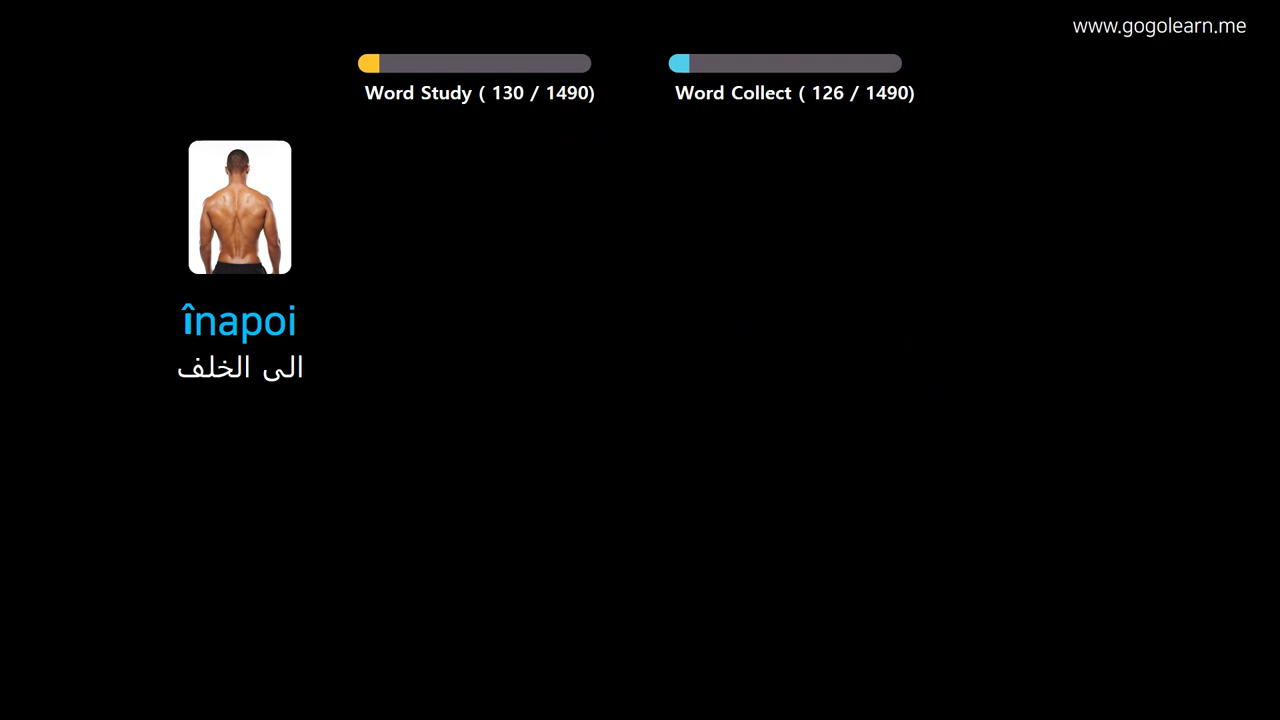 www.gogolearn.me
Word Study ( 130 / 1490)
Word Collect ( 126 / 1490)
înapoi
الى الخلف